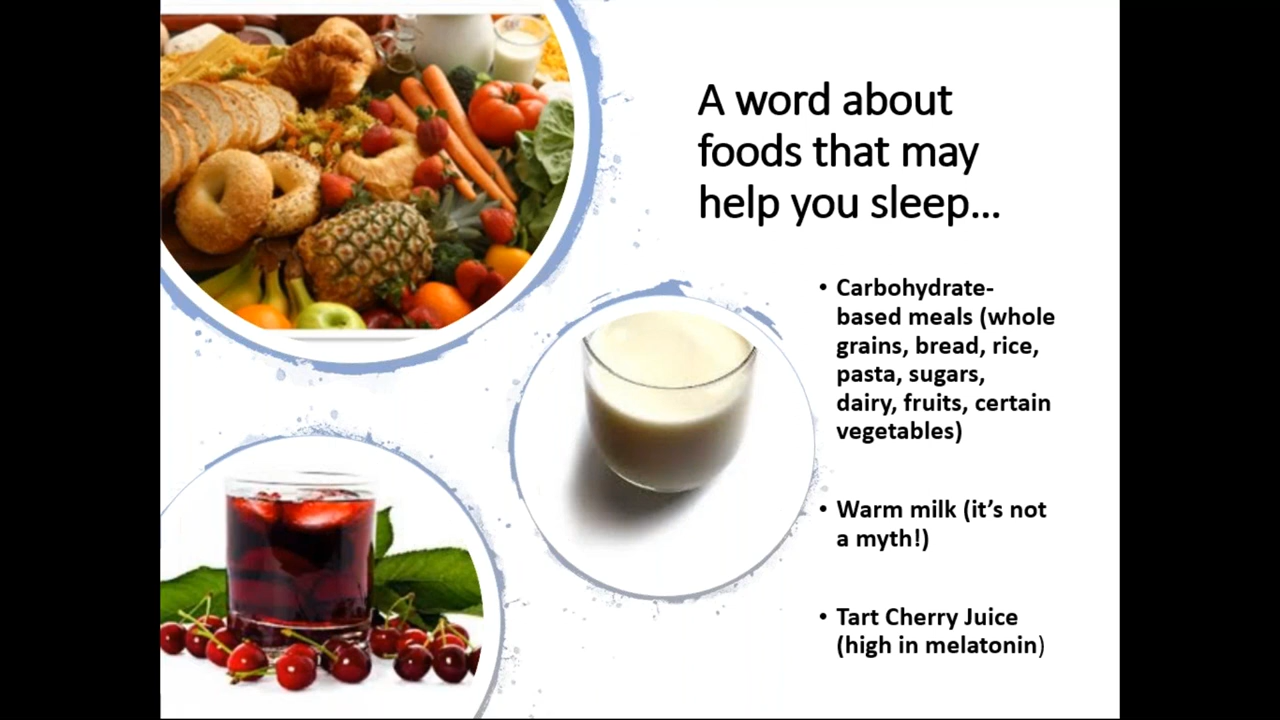 A word about
foods that may
help you sleep...
• Carbohydrate-
based meals (whole
grains, bread, rice,
pasta, sugars,
dairy, fruits, certain
vegetables)
• Warm milk (it’s not
a myth!)
• Tart Cherry Juice
(high in melatonin)